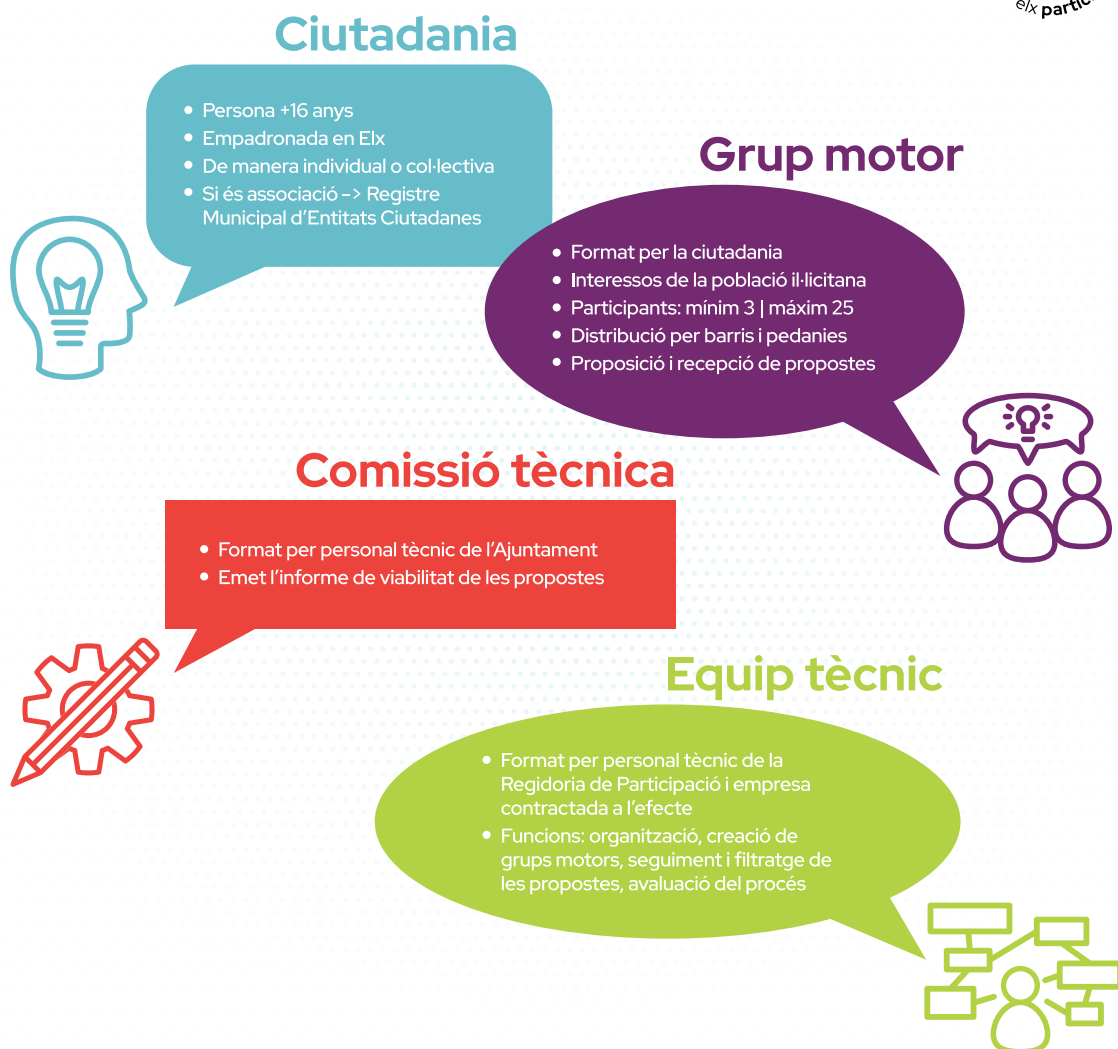 elx
Ciutadania
• Persona +16 anys
• Empadronada en Elx
• De manera individual o col·lectiva
• Si és associació -> Registre
Municipal d'Entitats Ciutadanes
Grup motor
• Format per la ciutadania
• Interessos de la població il·licitana
• Participants: mínim 3 | máxim 25
• Distribució per barris i pedanies
• Proposició i recepció de propostes
Comissió tècnica
• Format per personal tècnic de l'Ajuntament
• Emet l'informe de viabilitat de les propostes
Equip tècnic
• Format per personal tècnic de la
Regidoria de Participació i empresa
contractada a l'efecte
• Funcions: organització, creació de
grups motors, seguiment i filtratge de
les propostes, avaluació del procés